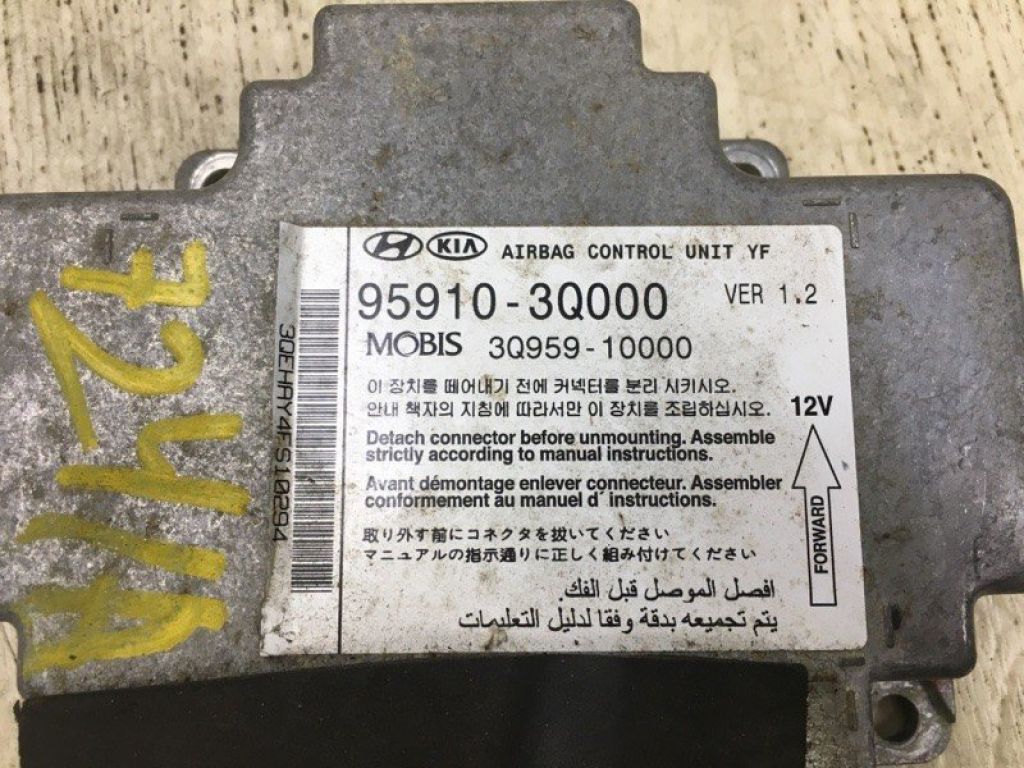 KIA AIRBAG CONTROL UNIT YF
95910-3Q000 VER 1.2
MOBIS 3Q959-10000
이 장치를 떼어내기 전에 커넥터를 분리 시키시오.
안내 책자의 지침에 따라서만 이 장치를 조립하십시오.
12V
Detach connector before unmounting. Assemble
strictly according to manual instructions.
Avant démontage enlever connecteur. Assembler
conformement au manuel d´ instructions.
取り外す前にコネクタを抜いてください
マニュアルの指示通りに正しく組み付けてください
افصل الموصل قبل الفك.
يتم تجميعه بدقة وفقا لدليل التعليمات
FORWARD
3QEHAY4FS10294
7241A